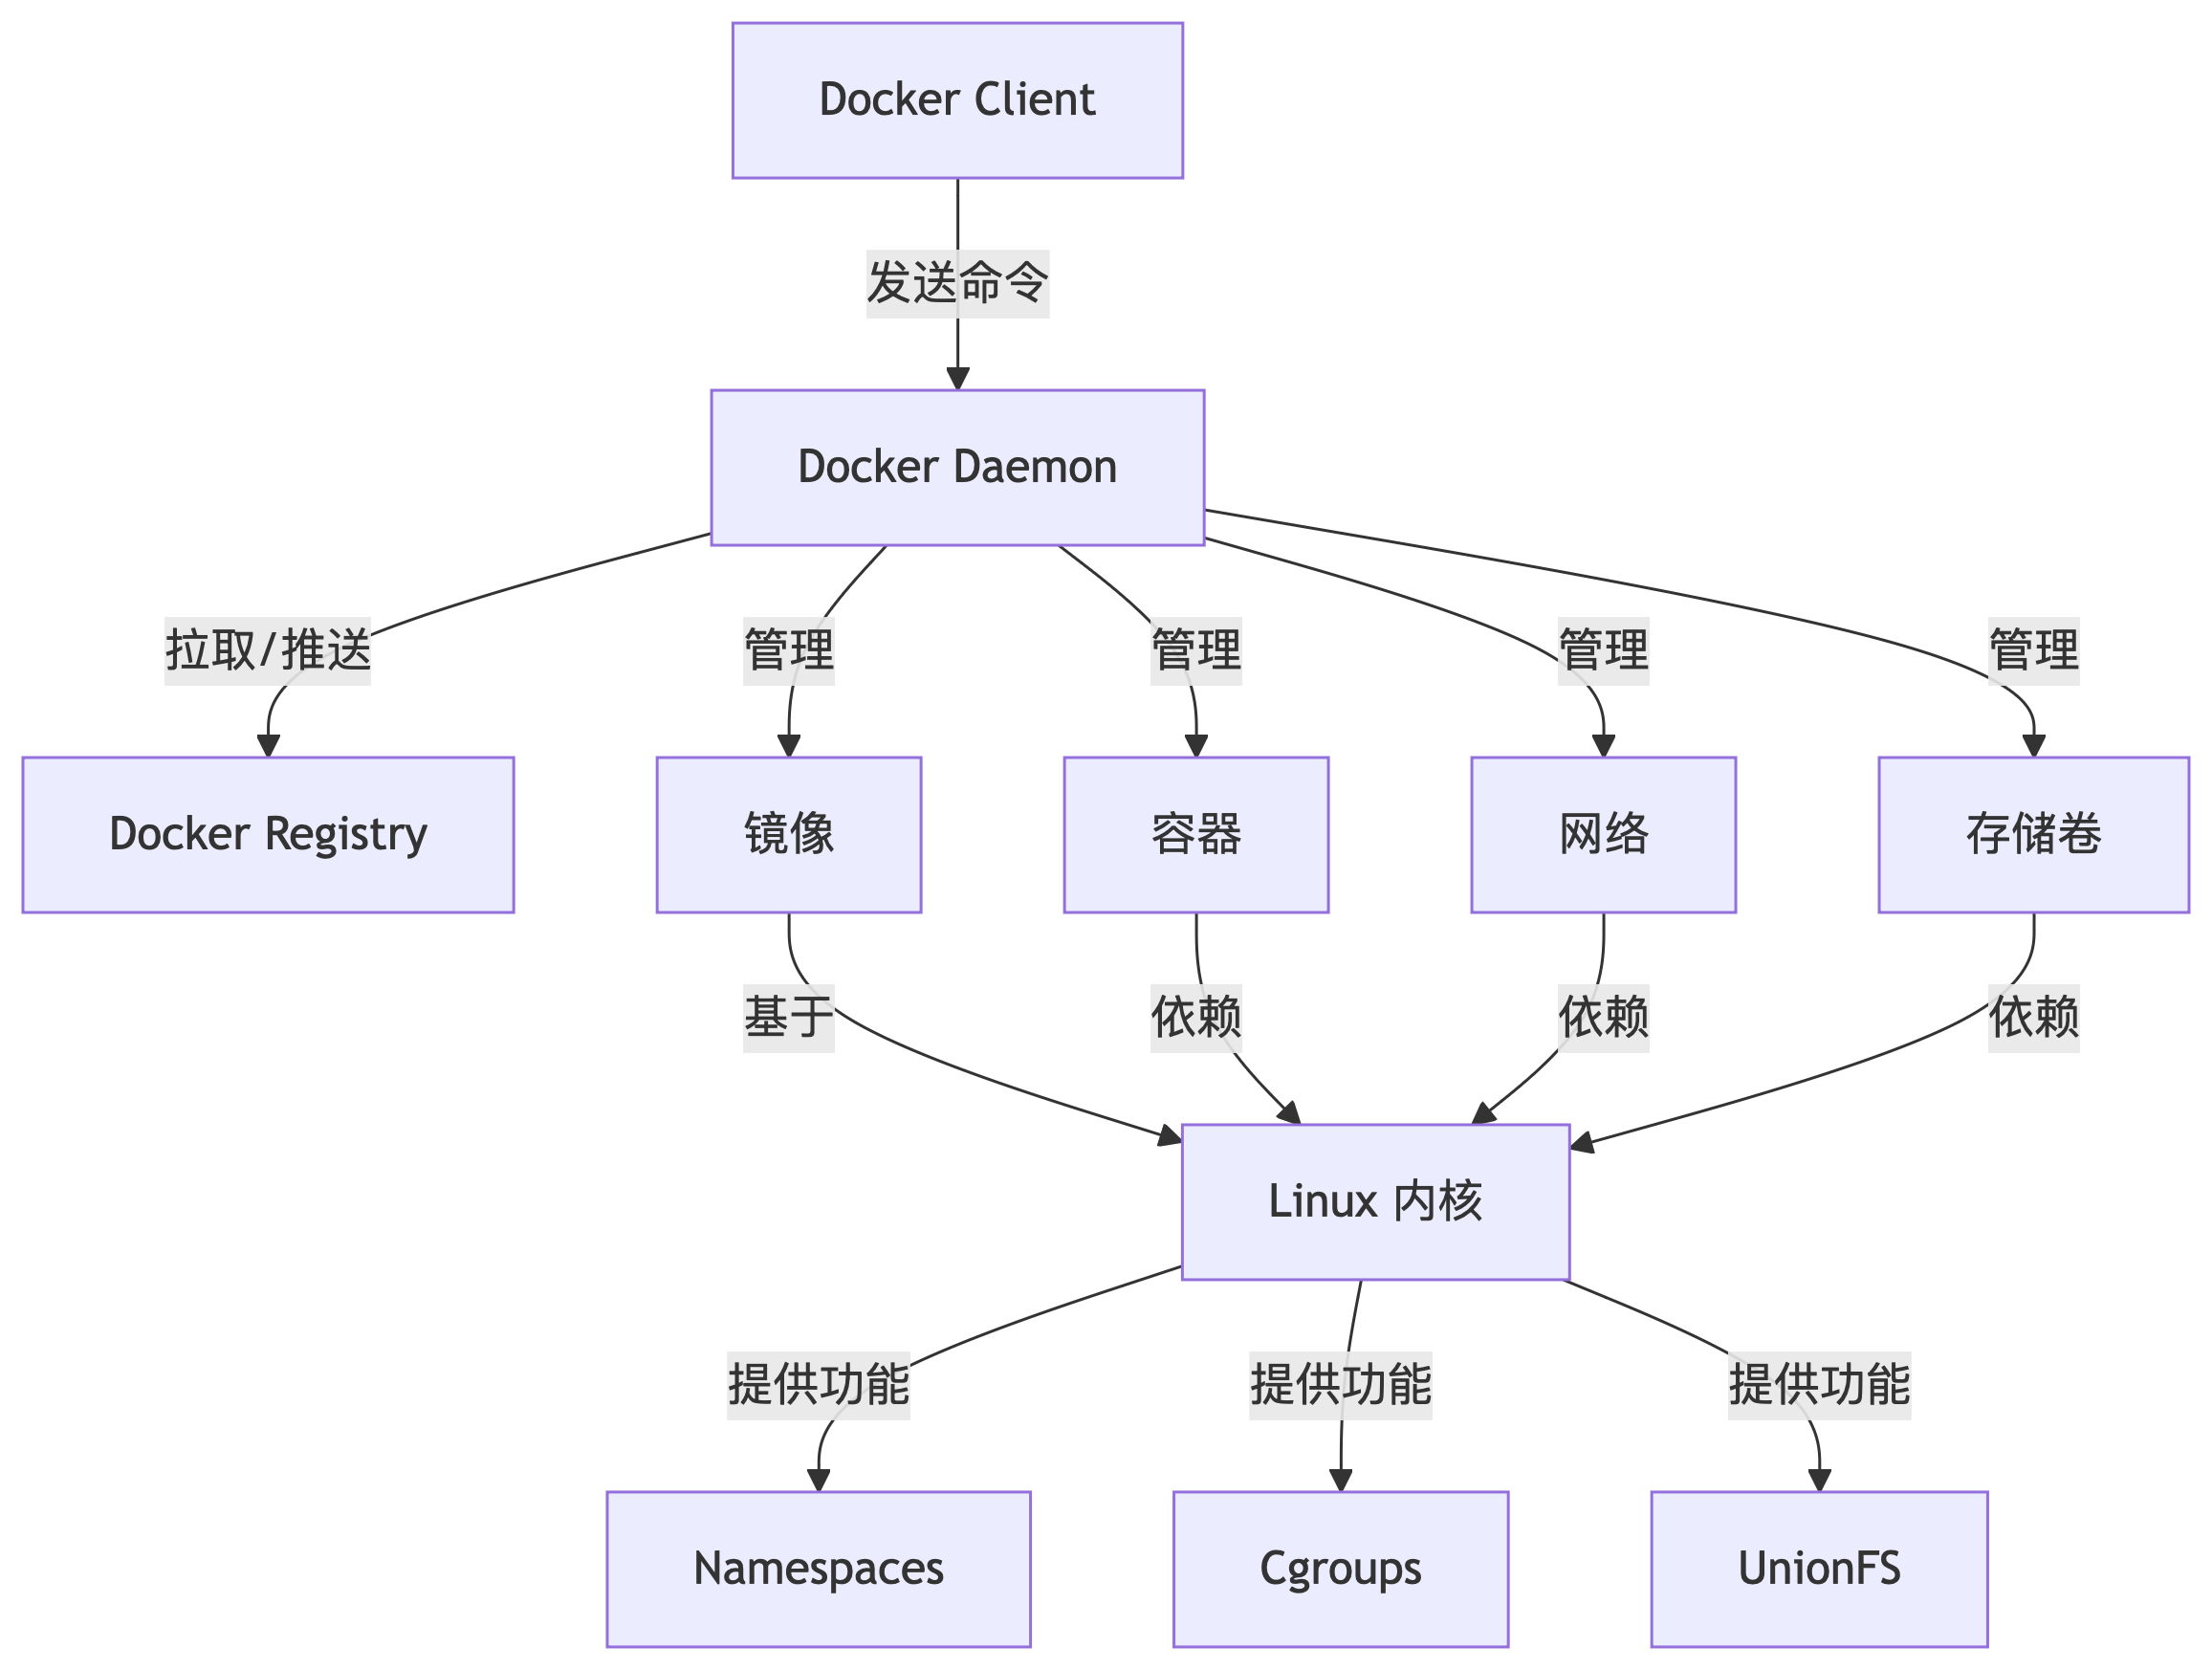 Docker Client
发送命令
Docker Daemon
拉取/推送
管理
管理
管理
管理
Docker Registry
镜像
容器
网络
存储卷
基于
依赖
依赖
依赖
Linux 内核
提供功能
提供功能
提供功能
Namespaces
Cgroups
UnionFS